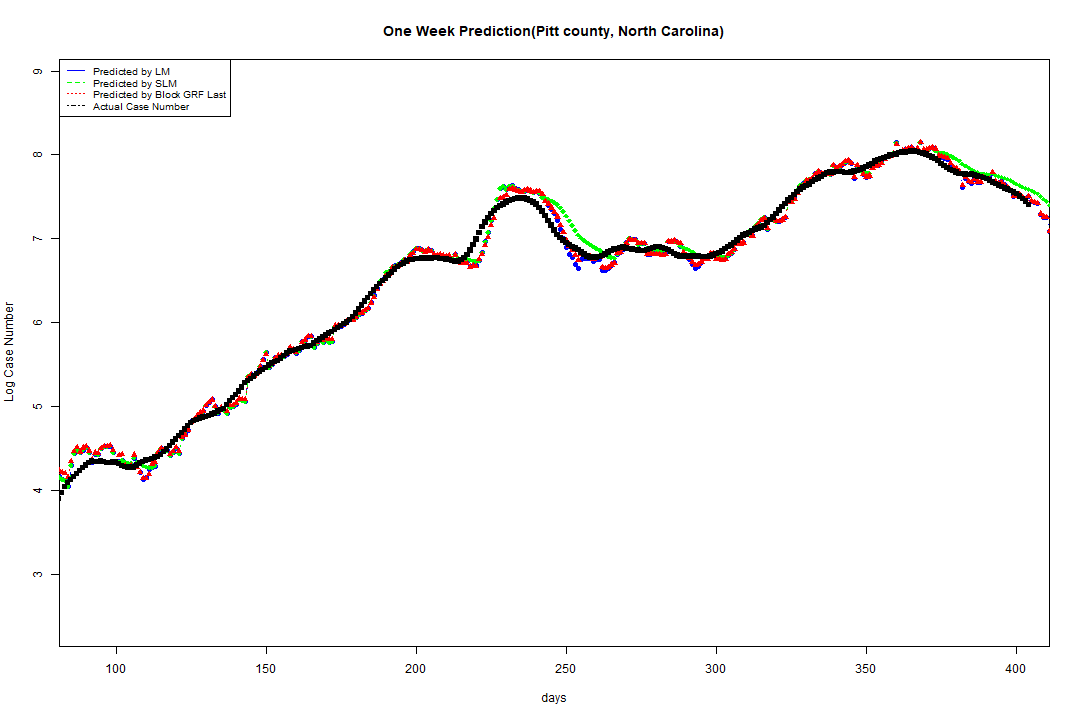 One Week Prediction(Pitt county, North Carolina)
Predicted by LM
Predicted by SLM
Predicted by Block GRF Last
Actual Case Number
9
8
7
6
5
4
3
Log Case Number
100 150 200 250 300 350 400
days